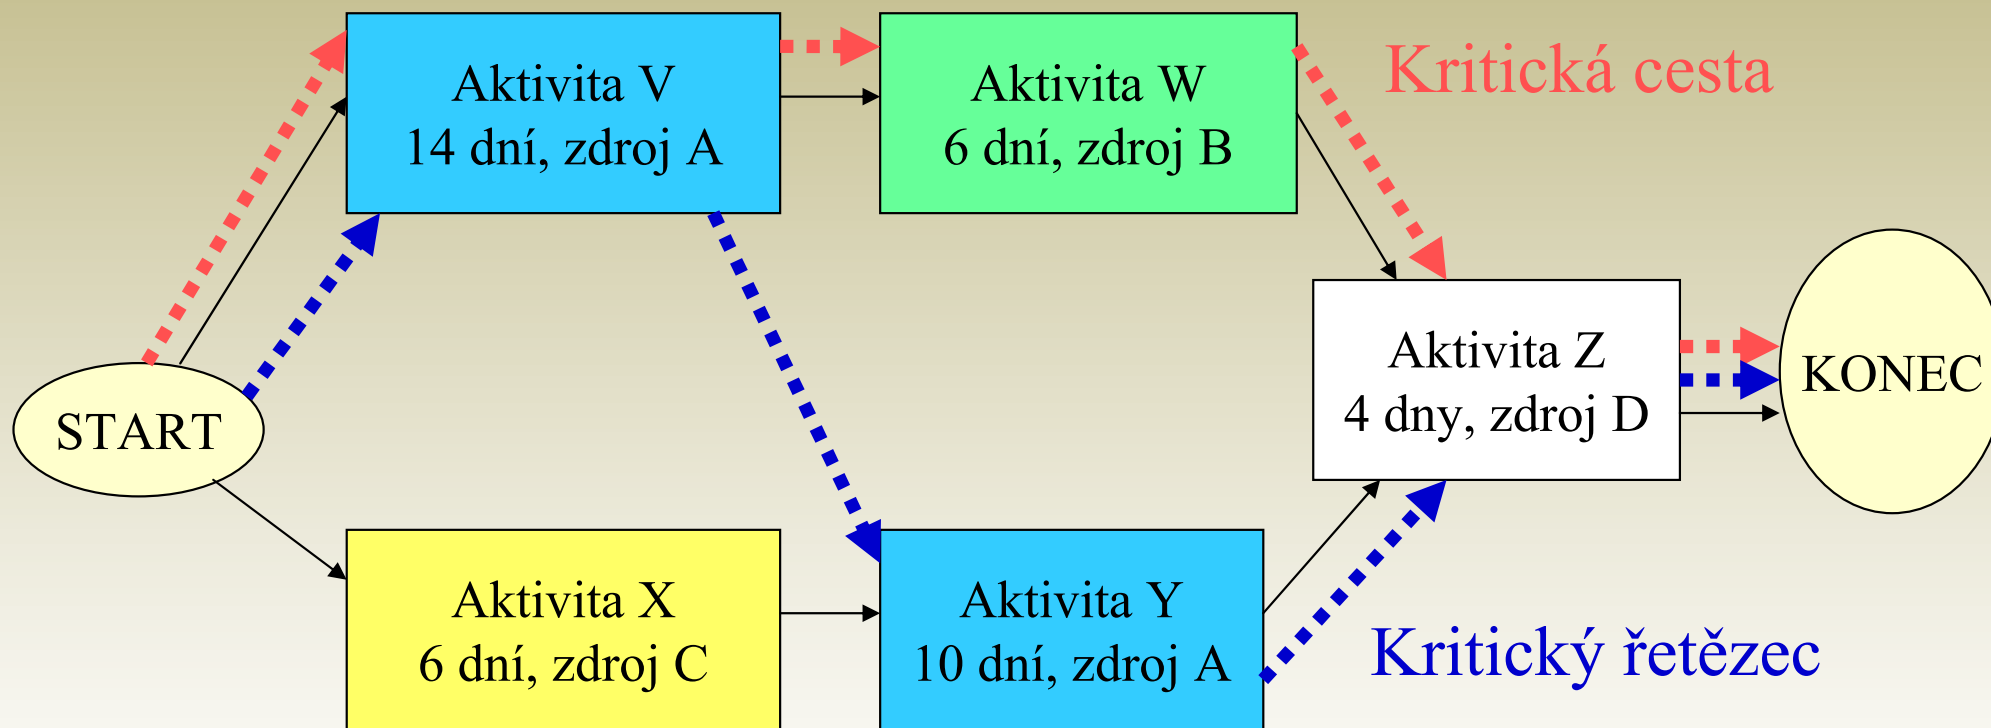 Aktivita V
14 dní, zdroj A
Aktivita W
6 dní, zdroj B
Kritická cesta
START
Aktivita Z
4 dny, zdroj D
KONEC
Aktivita X
6 dní, zdroj C
Aktivita Y
10 dní, zdroj A
Kritický řetězec